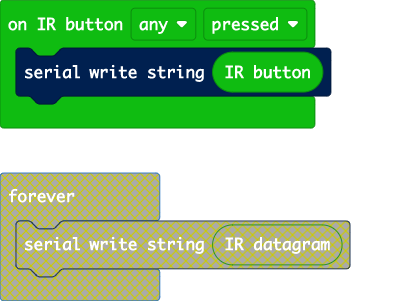 on IR button any pressed
serial write string IR button
forever
serial write string IR datagram